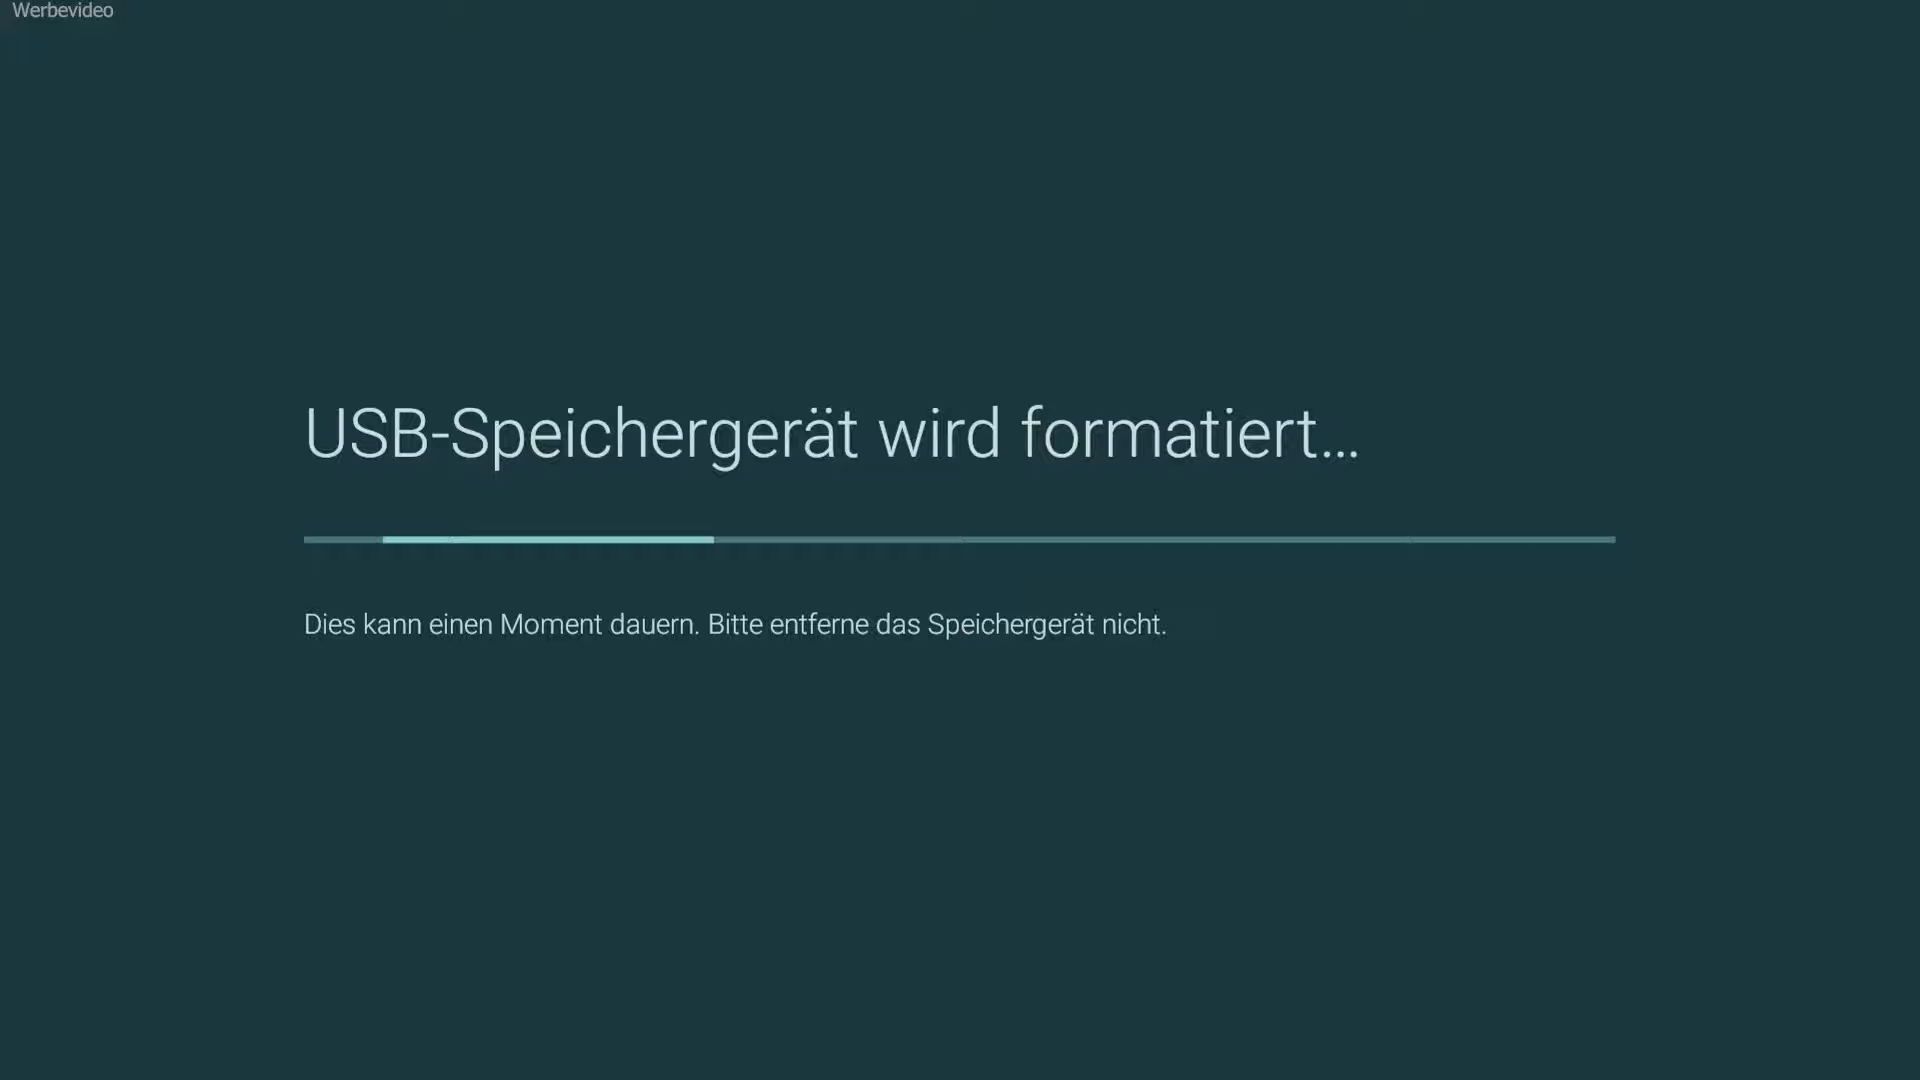 Werbevideo
USB-Speichergerät wird formatiert…
Dies kann einen Moment dauern. Bitte entferne das Speichergerät nicht.